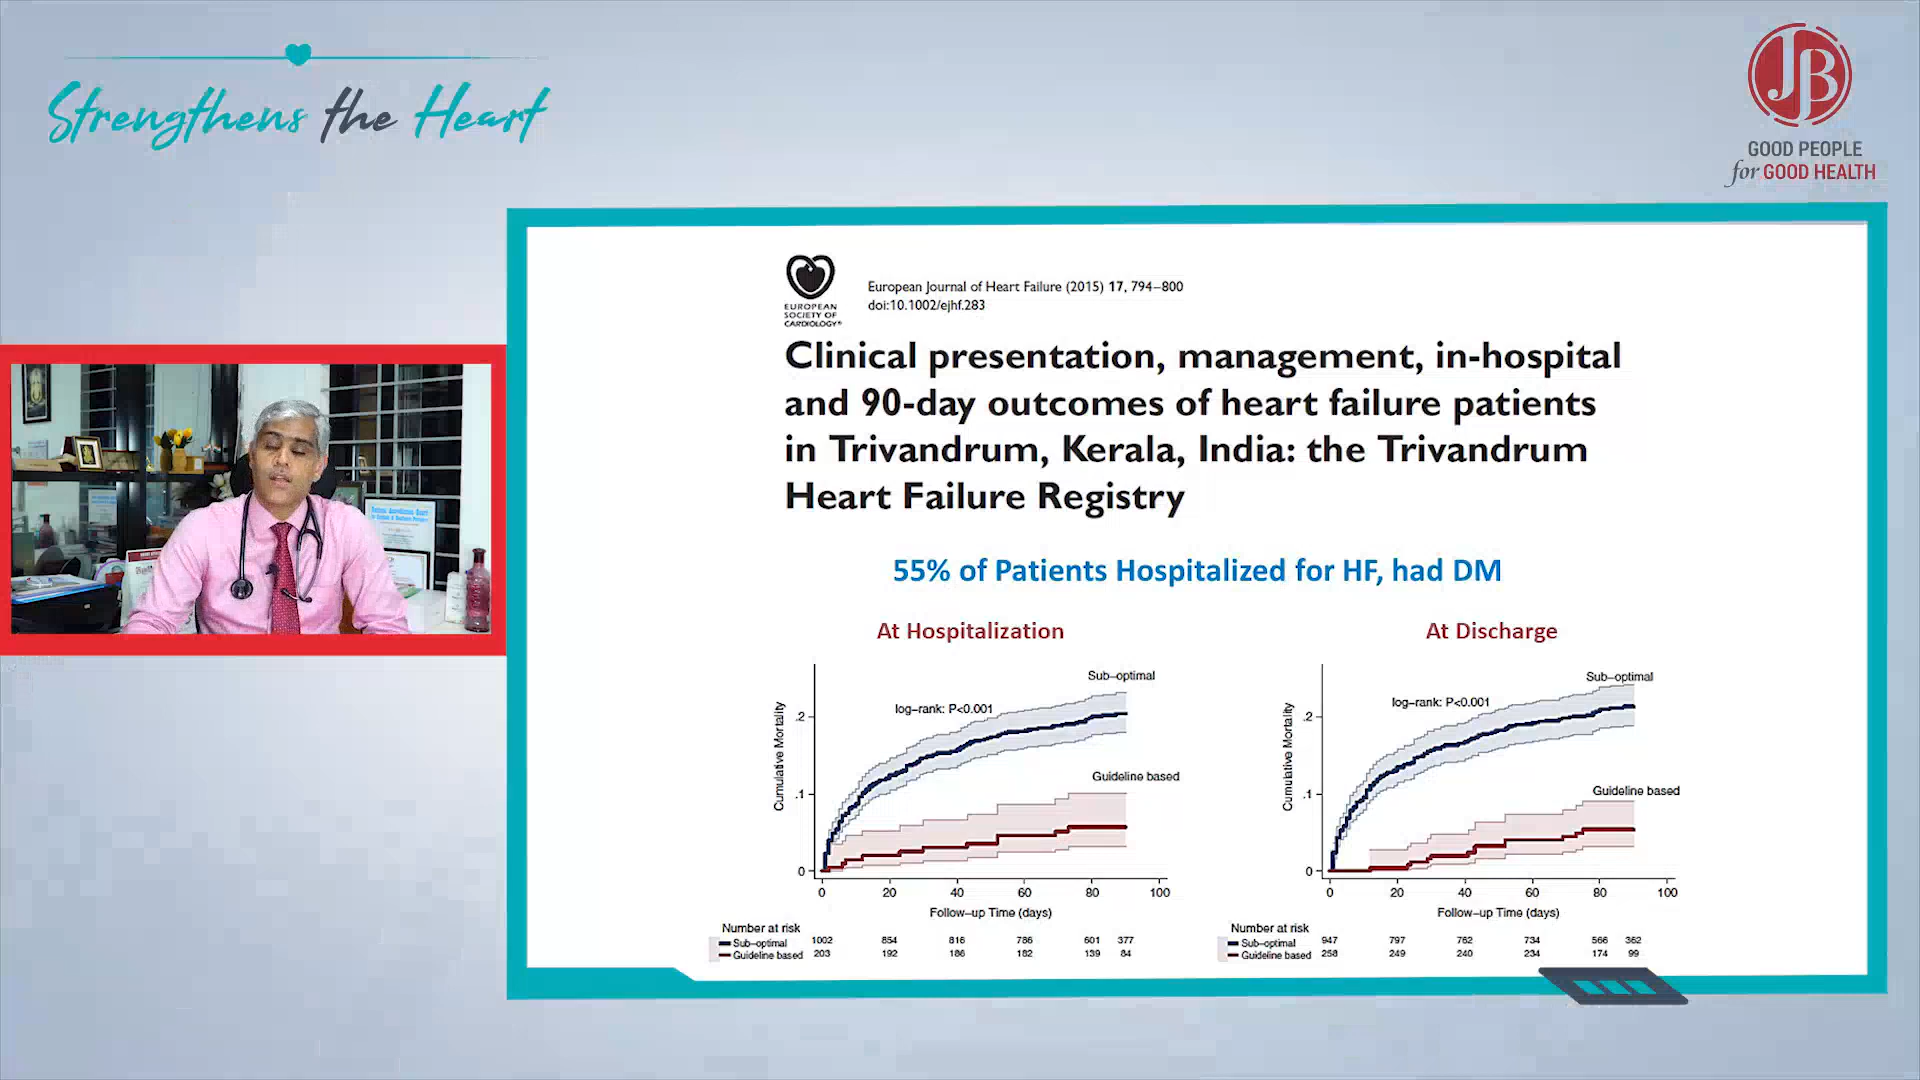 Strengthens the Heart
JB
GOOD PEOPLE
for GOOD HEALTH
EUROPEAN
SOCIETY OF
CARDIOLOGY®
European Journal of Heart Failure (2015) 17, 794–800
doi:10.1002/ejhf.283
Clinical presentation, management, in-hospital
and 90-day outcomes of heart failure patients
in Trivandrum, Kerala, India: the Trivandrum
Heart Failure Registry
55% of Patients Hospitalized for HF, had DM
At Hospitalization
Sub–optimal
log–rank: P<0.001
Guideline based
Cumulative Mortality
.2
.1
0
0 20 40 60 80 100
Follow–up Time (days)
Number at risk
Sub–optimal 1002 854 816 786 601 377
Guideline based 203 192 186 182 139 84
At Discharge
Sub–optimal
log–rank: P<0.001
Guideline based
Cumulative Mortality
.2
.1
0
0 20 40 60 80 100
Follow–up Time (days)
Number at risk
Sub–optimal 947 797 762 734 566 362
Guideline based 258 249 240 234 174 99